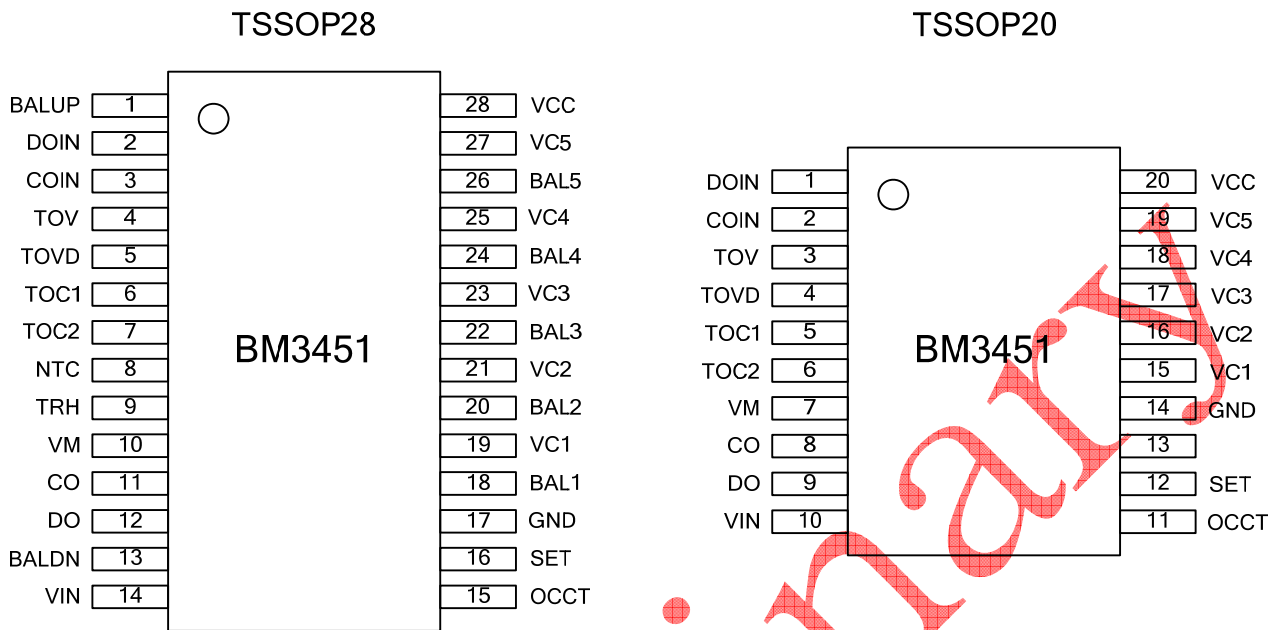 TSSOP28
BALUP 1
DOIN 2
COIN 3
TOV 4
TOVD 5
TOC1 6
TOC2 7
NTC 8
TRH 9
VM 10
CO 11
DO 12
BALDN 13
VIN 14
BM3451
28 VCC
27 VC5
26 BAL5
25 VC4
24 BAL4
23 VC3
22 BAL3
21 VC2
20 BAL2
19 VC1
18 BAL1
17 GND
16 SET
15 OCCT
TSSOP20
DOIN 1
COIN 2
TOV 3
TOVD 4
TOC1 5
TOC2 6
VM 7
CO 8
DO 9
VIN 10
BM3451
20 VCC
19 VC5
18 VC4
17 VC3
16 VC2
15 VC1
14 GND
13
12 SET
11 OCCT
inary